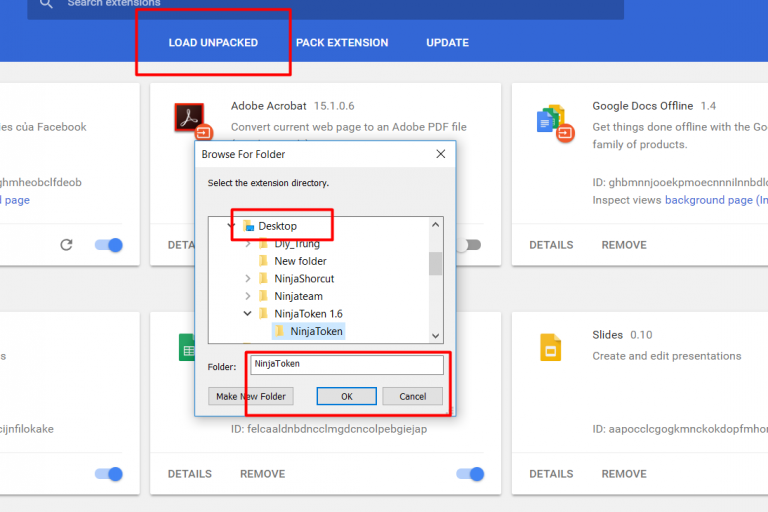 Search extensions
LOAD UNPACKED
PACK EXTENSION
UPDATE
của Facebook
ghmheobclfdeob
page
Adobe Acrobat 15.1.0.6
Convert current web page to an Adobe PDF file
Google Docs Offline 1.4
Get things done offline with the
family of products.
ID: ghbmnnjooekpmoecnnnilnnbdlo
Inspect views background page
DETAILS
REMOVE
Browse For Folder
Select the extension directory.
Desktop
Diy_Trung
New folder
NinjaShorcut
Ninjateam
NinjaToken 1.6
NinjaToken
Folder:
NinjaToken
Make New Folder
OK
Cancel
Slides 0.10
Create and edit presentations
cijnfilokake
ID: felcaaldnbdncclmgdcncolpebgiejap
ID: aapocclcgogkmnckokdopfmhon
DETAILS
REMOVE
DETAILS
REMOVE